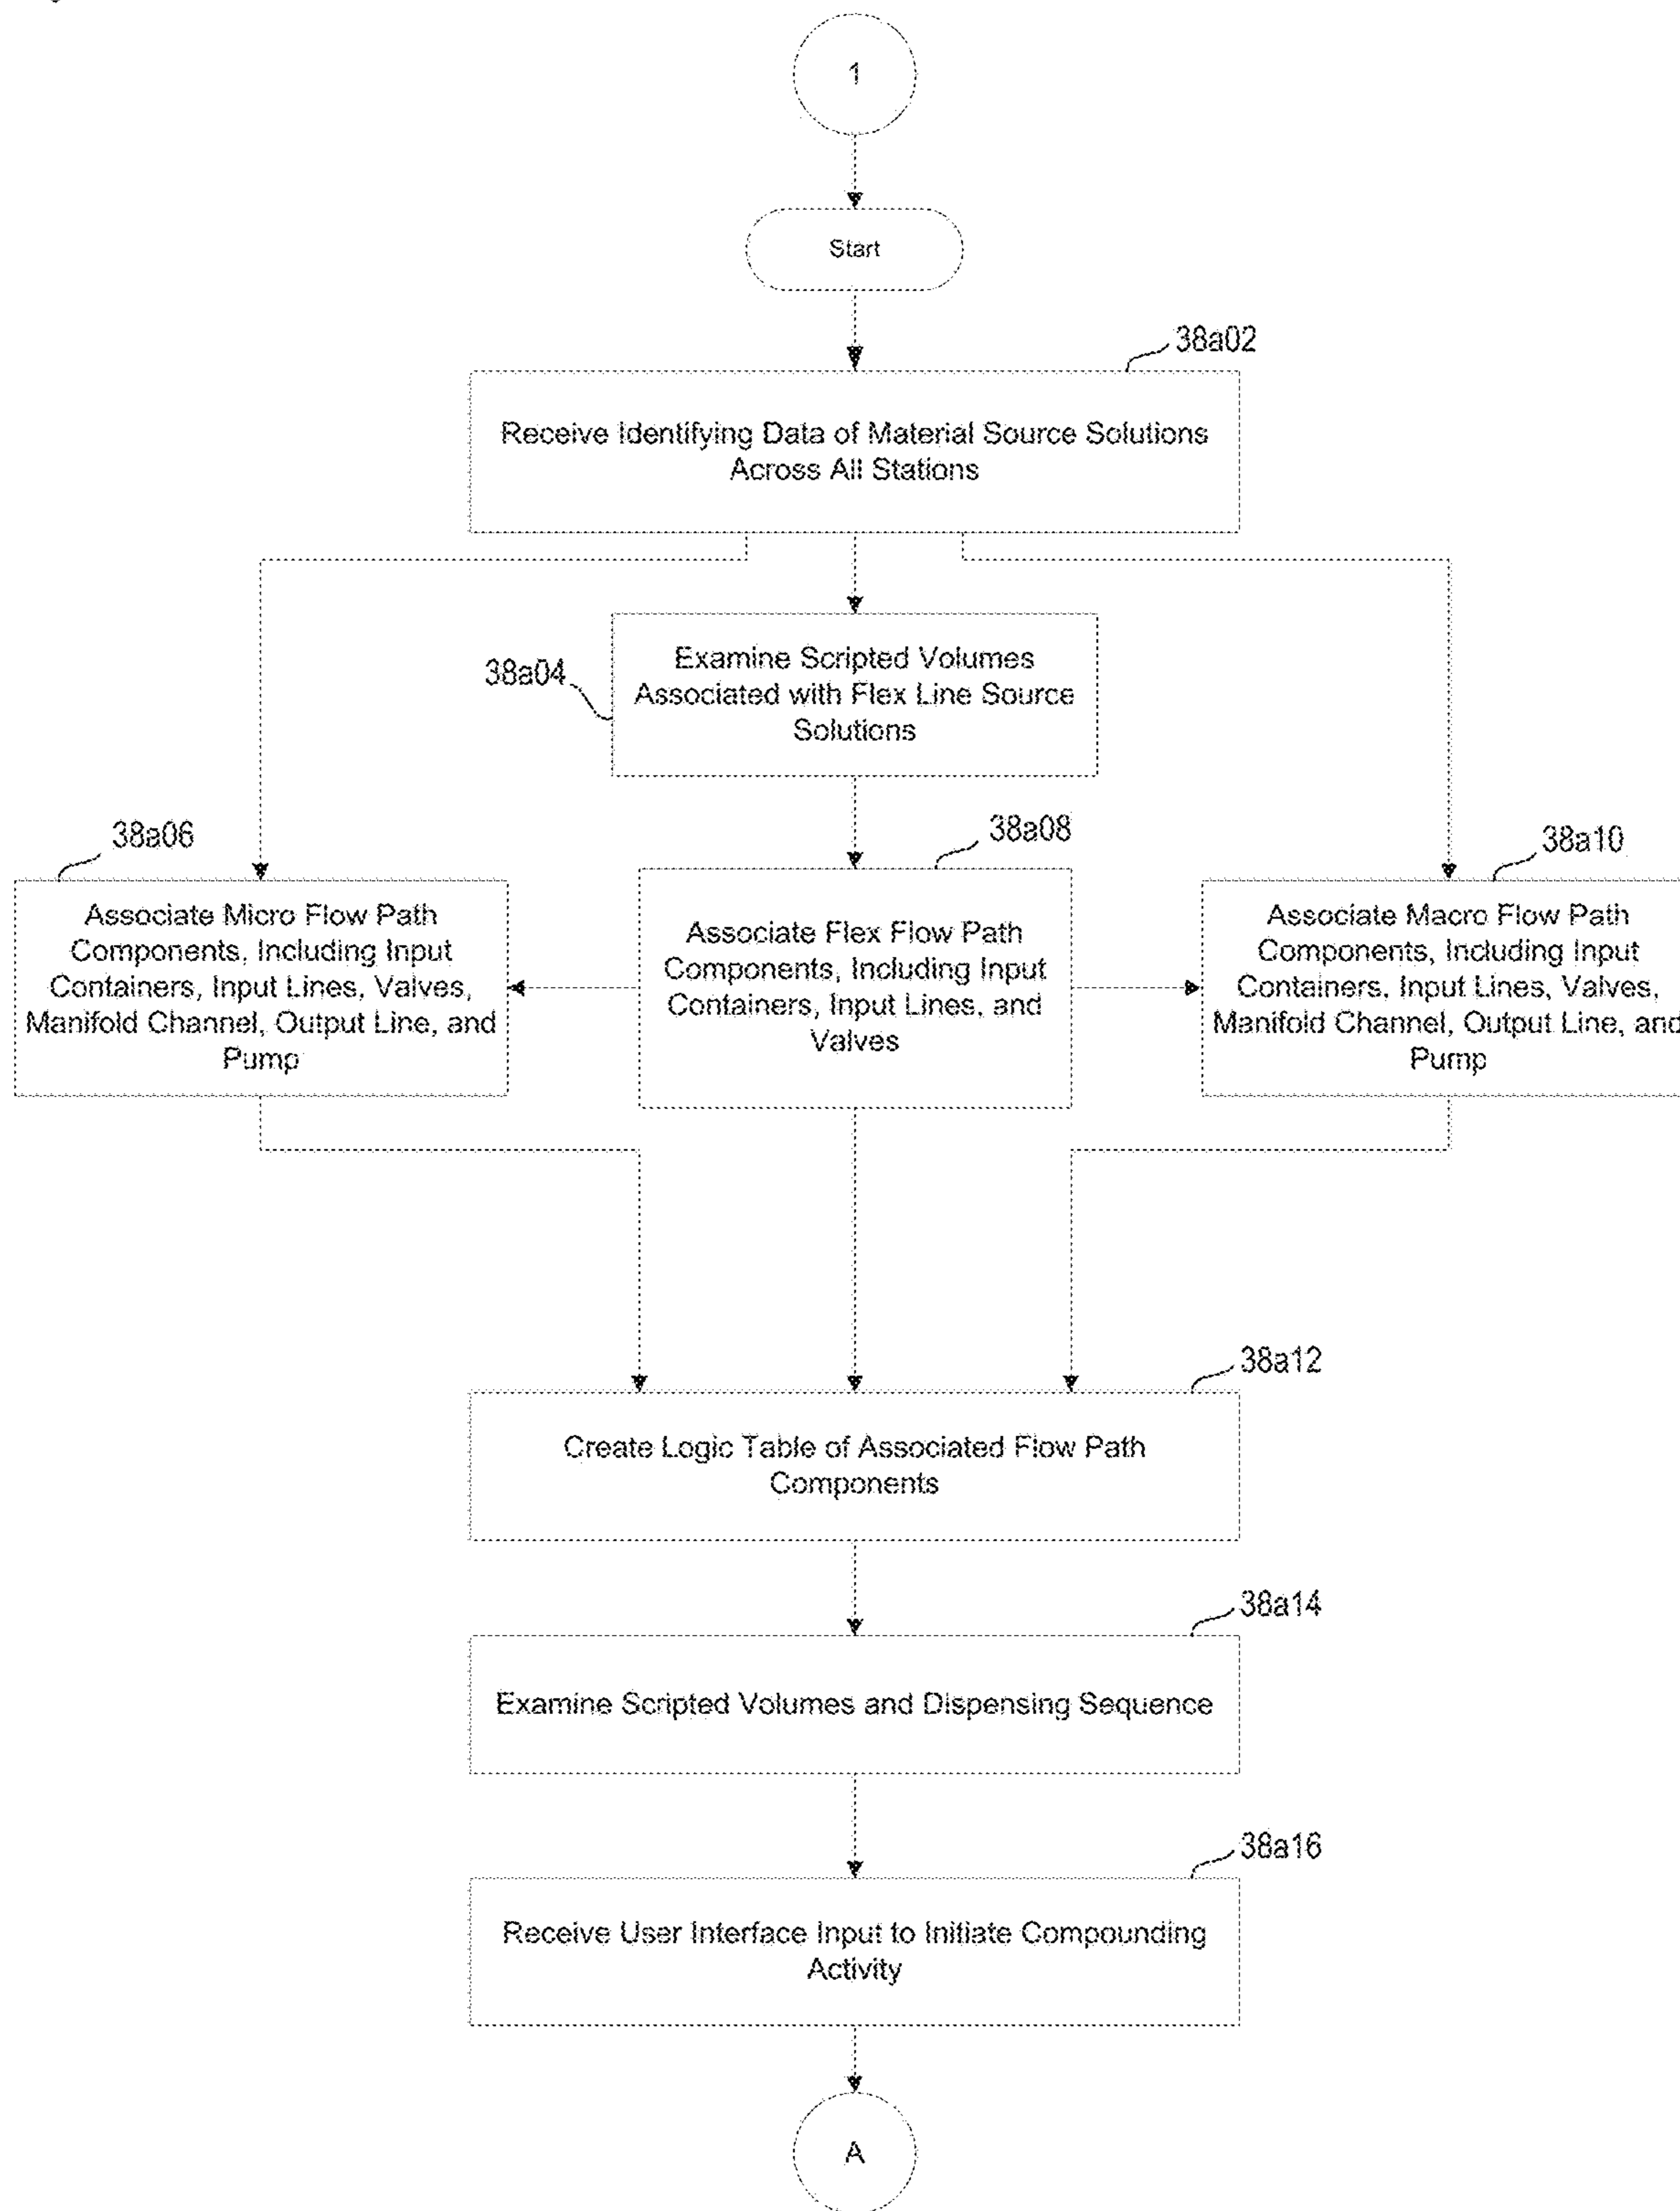 1
Start
38a02
Receive Identifying Data of Material Source Solutions
Across All Stations
38a04
Examine Scripted Volumes
Associated with Flex Line Source
Solutions
38a06
Associate Micro Flow Path
Components, Including Input
Containers, Input Lines, Valves,
Manifold Channel, Output Line, and
Pump
38a08
Associate Flex Flow Path
Components, Including Input
Containers, Input Lines, and
Valves
38a10
Associate Macro Flow Path
Components, Including Input
Containers, Input Lines, Valves,
Manifold Channel, Output Line, and
Pump
38a12
Create Logic Table of Associated Flow Path
Components
38a14
Examine Scripted Volumes and Dispensing Sequence
38a16
Receive User Interface Input to Initiate Compounding
Activity
A